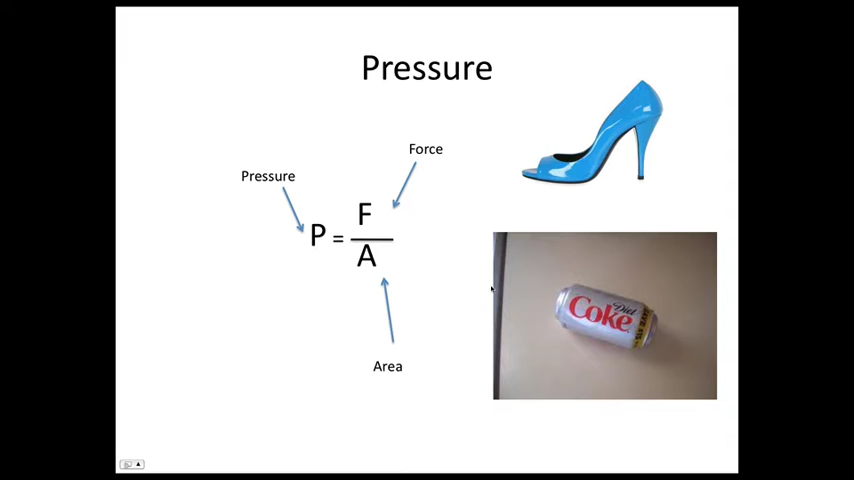 Pressure
Force
Pressure
P = F
A
Area
Diet
Coke